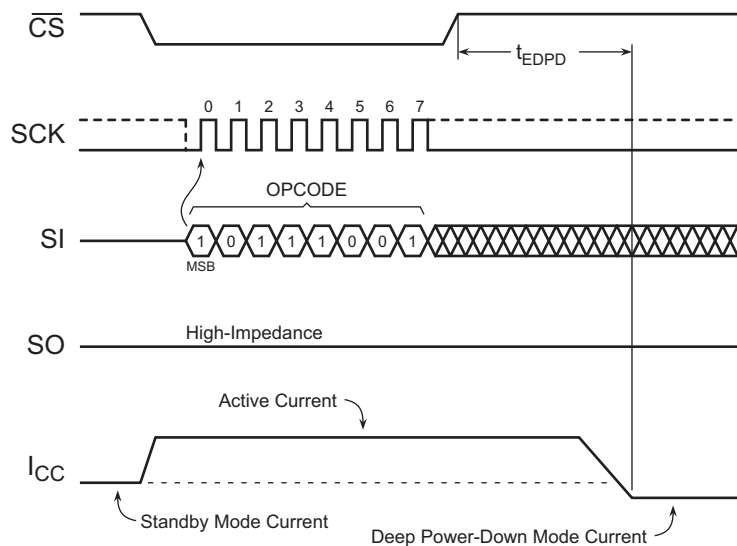 CS
tEDPD
0 1 2 3 4 5 6 7
SCK
OPCODE
SI
1 0 1 1 1 0 0 1
MSB
High-Impedance
SO
Active Current
ICC
Standby Mode Current
Deep Power-Down Mode Current